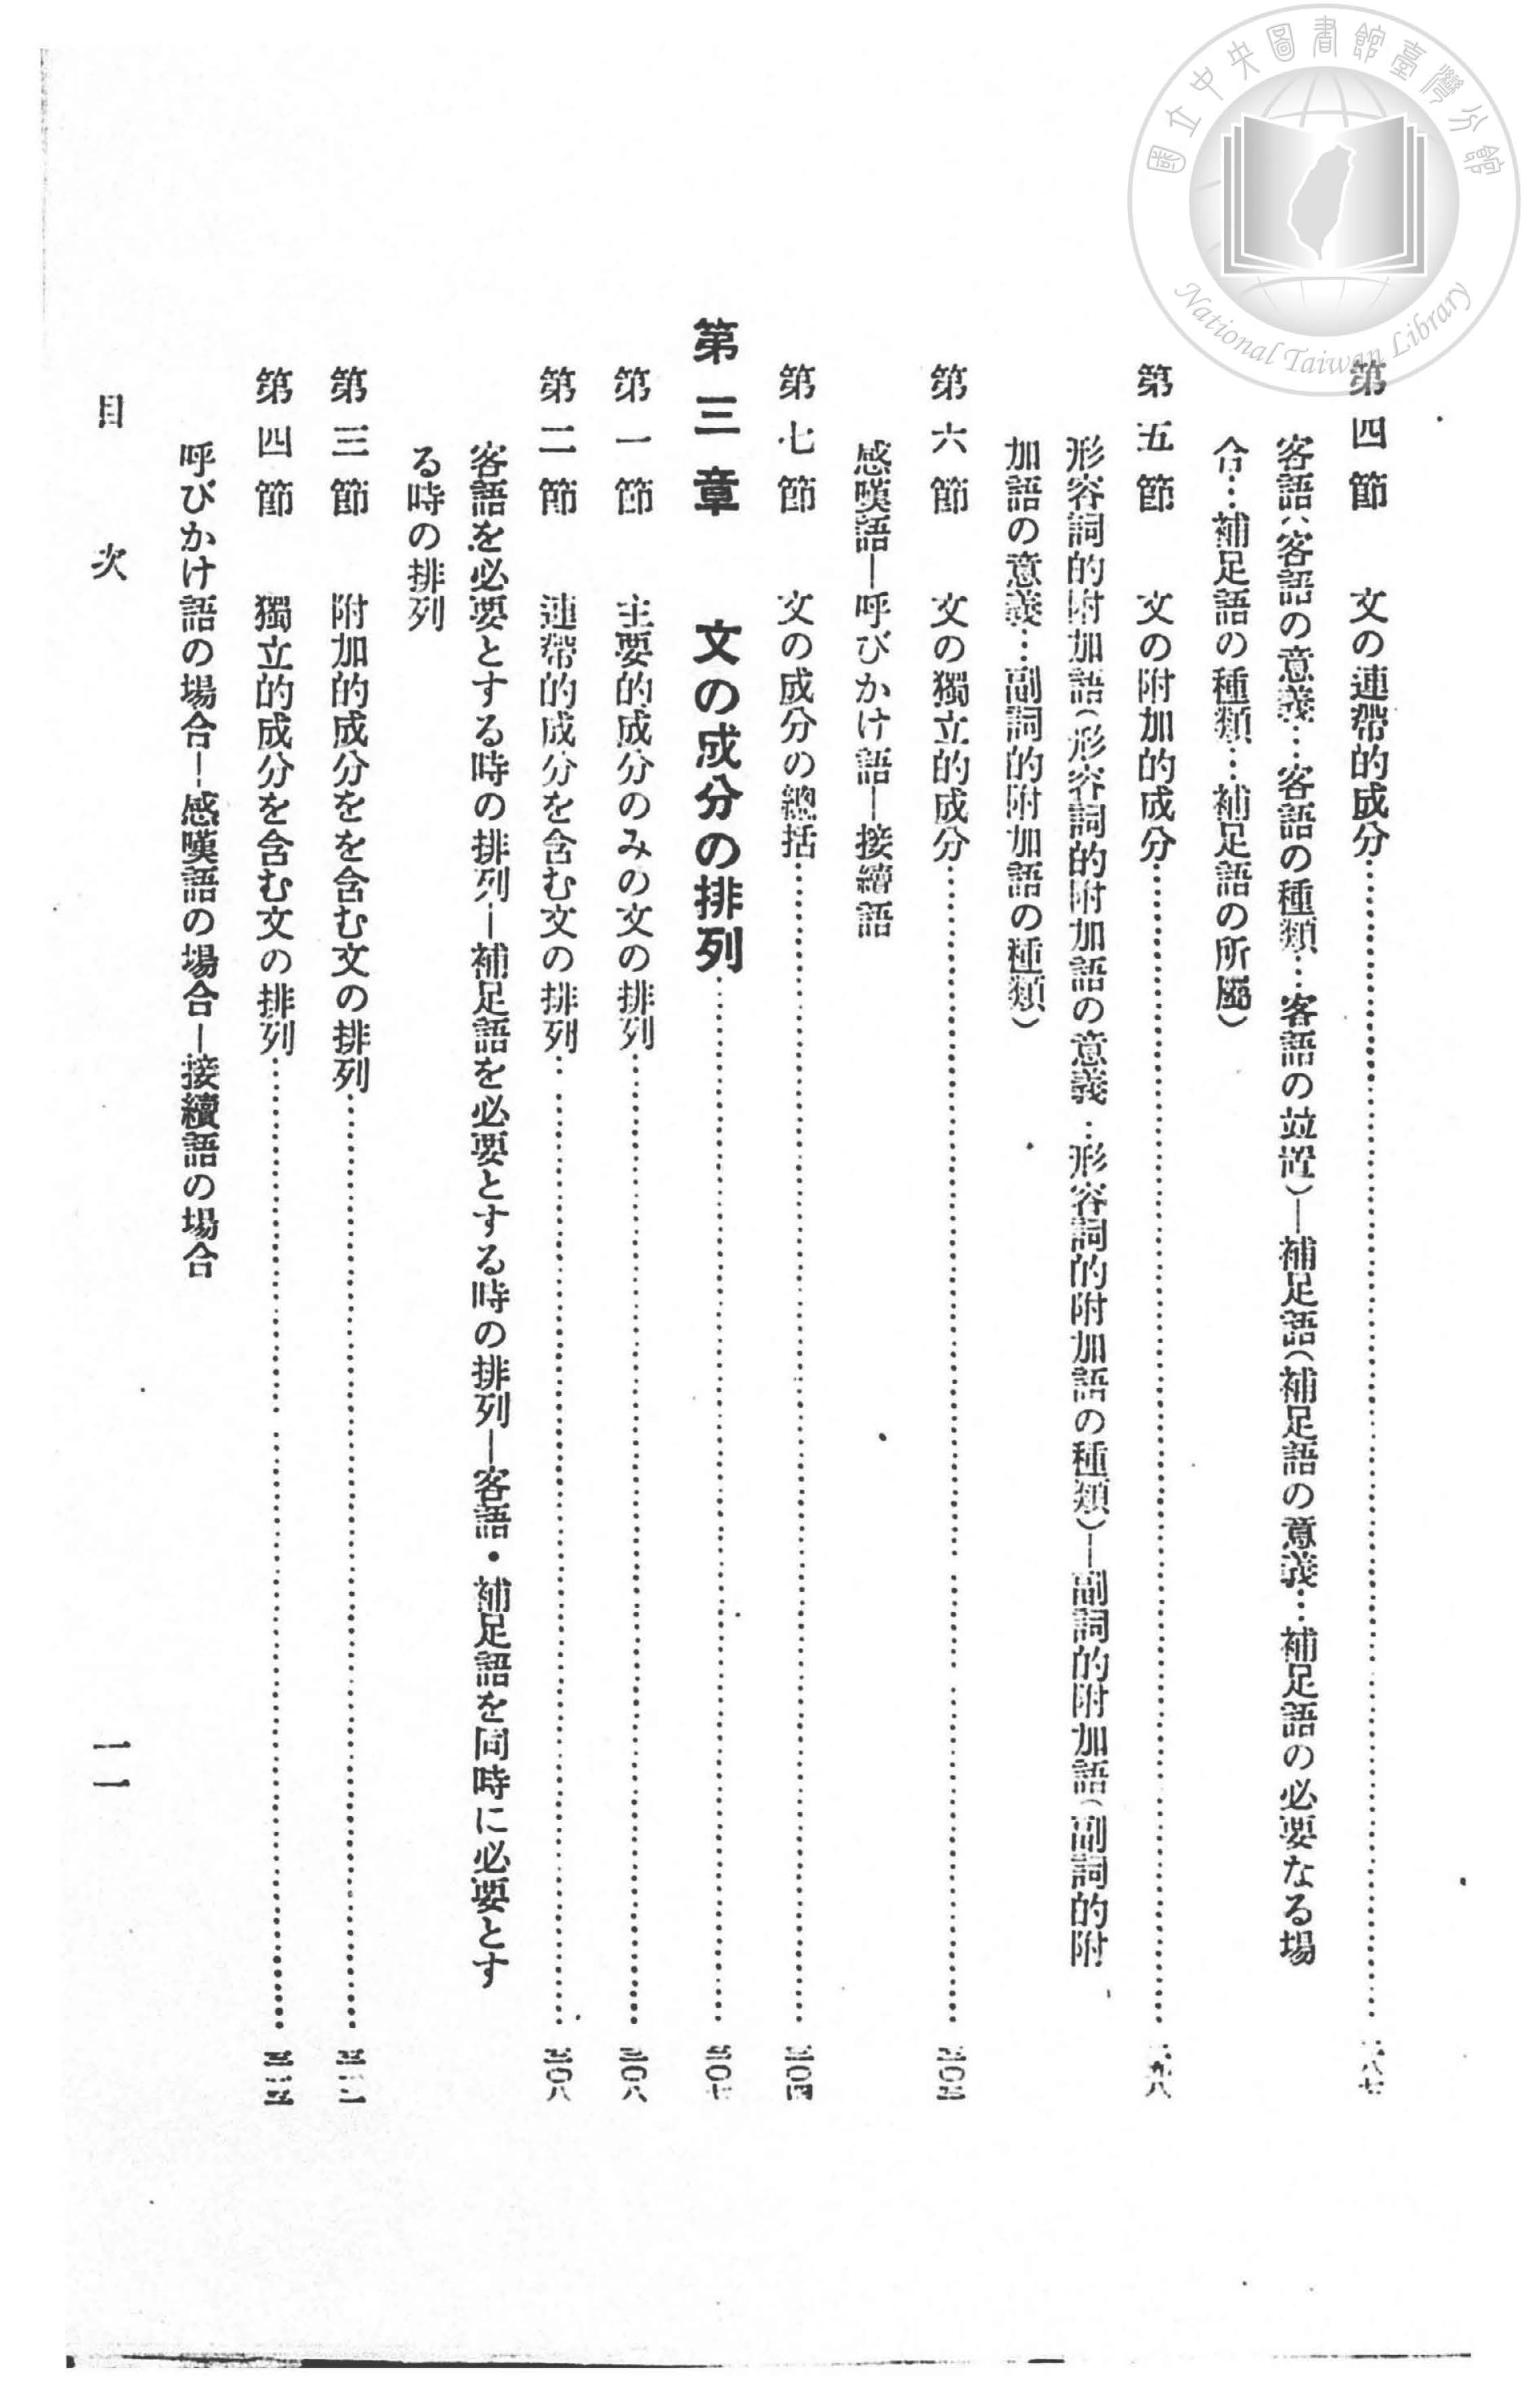 國立中央圖書館臺灣分館
National Taiwan Library
第四節 文の連帶的成分……二八七
客語(客語の意義…客語の種類…客語の位置)—補足語(補足語の意義…補足語の必要なる場
合…補足語の種類…補足語の所屬)
第五節 文の附加的成分……二九八
形容詞的附加語(形容詞的附加語の意義…形容詞的附加語の種類)—副詞的附加語(副詞的附
加語の意義…副詞的附加語の種類)
第六節 文の獨立的成分……三〇三
感嘆語—呼びかけ語—接續語
第七節 文の成分の總括……三〇四
第三章 文の成分の排列……三〇七
第一節 主要的成分のみの文の排列……三〇八
第二節 連帶的成分を含む文の排列……三〇八
客語を必要とする時の排列—補足語を必要とする時の排列—客語・補足語を同時に必要とす
る時の排列
第三節 附加的成分をを含む文の排列……
第四節 獨立的成分を含む文の排列……三一五
呼びかけ語の場合—感嘆語の場合—接續語の場合
目次
一一